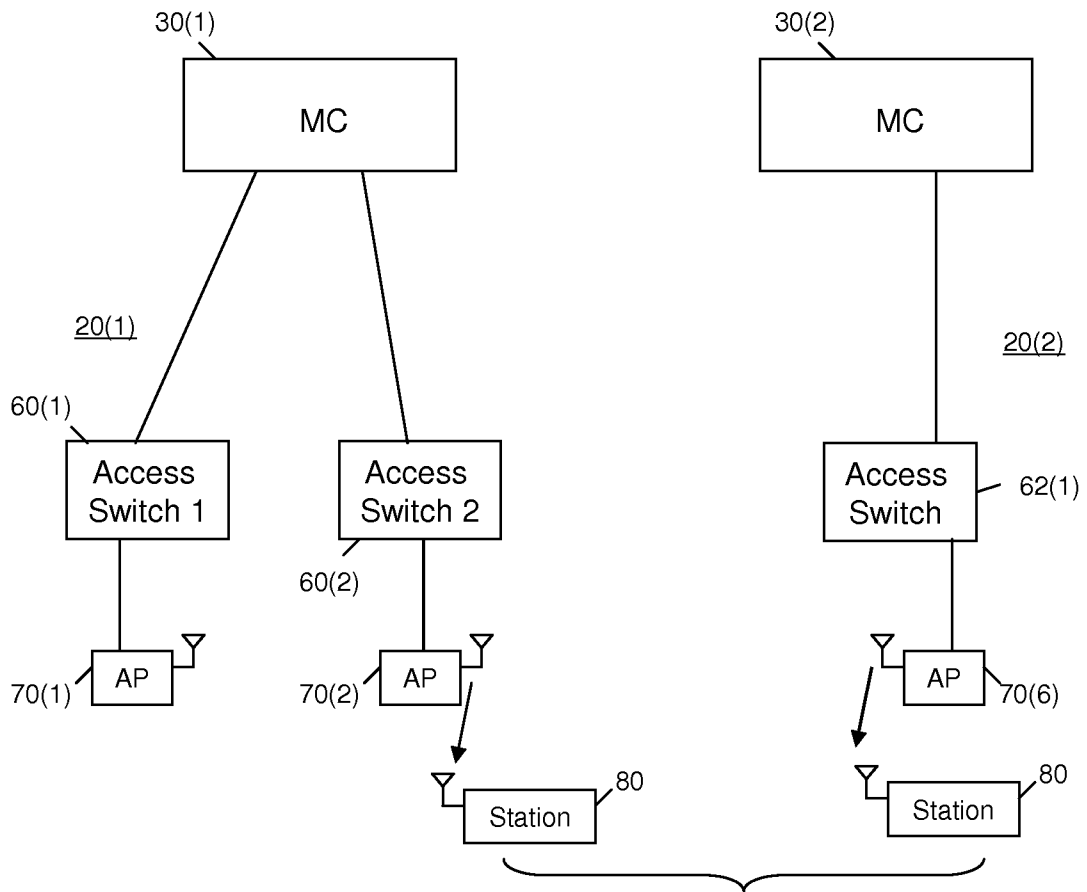 30(1)
30(2)
MC
MC
20(1)
20(2)
60(1)
Access
Switch 1
Access
Switch 2
Access
Switch
62(1)
60(2)
AP
AP
AP
70(1)
70(2)
70(6)
80
80
Station
Station